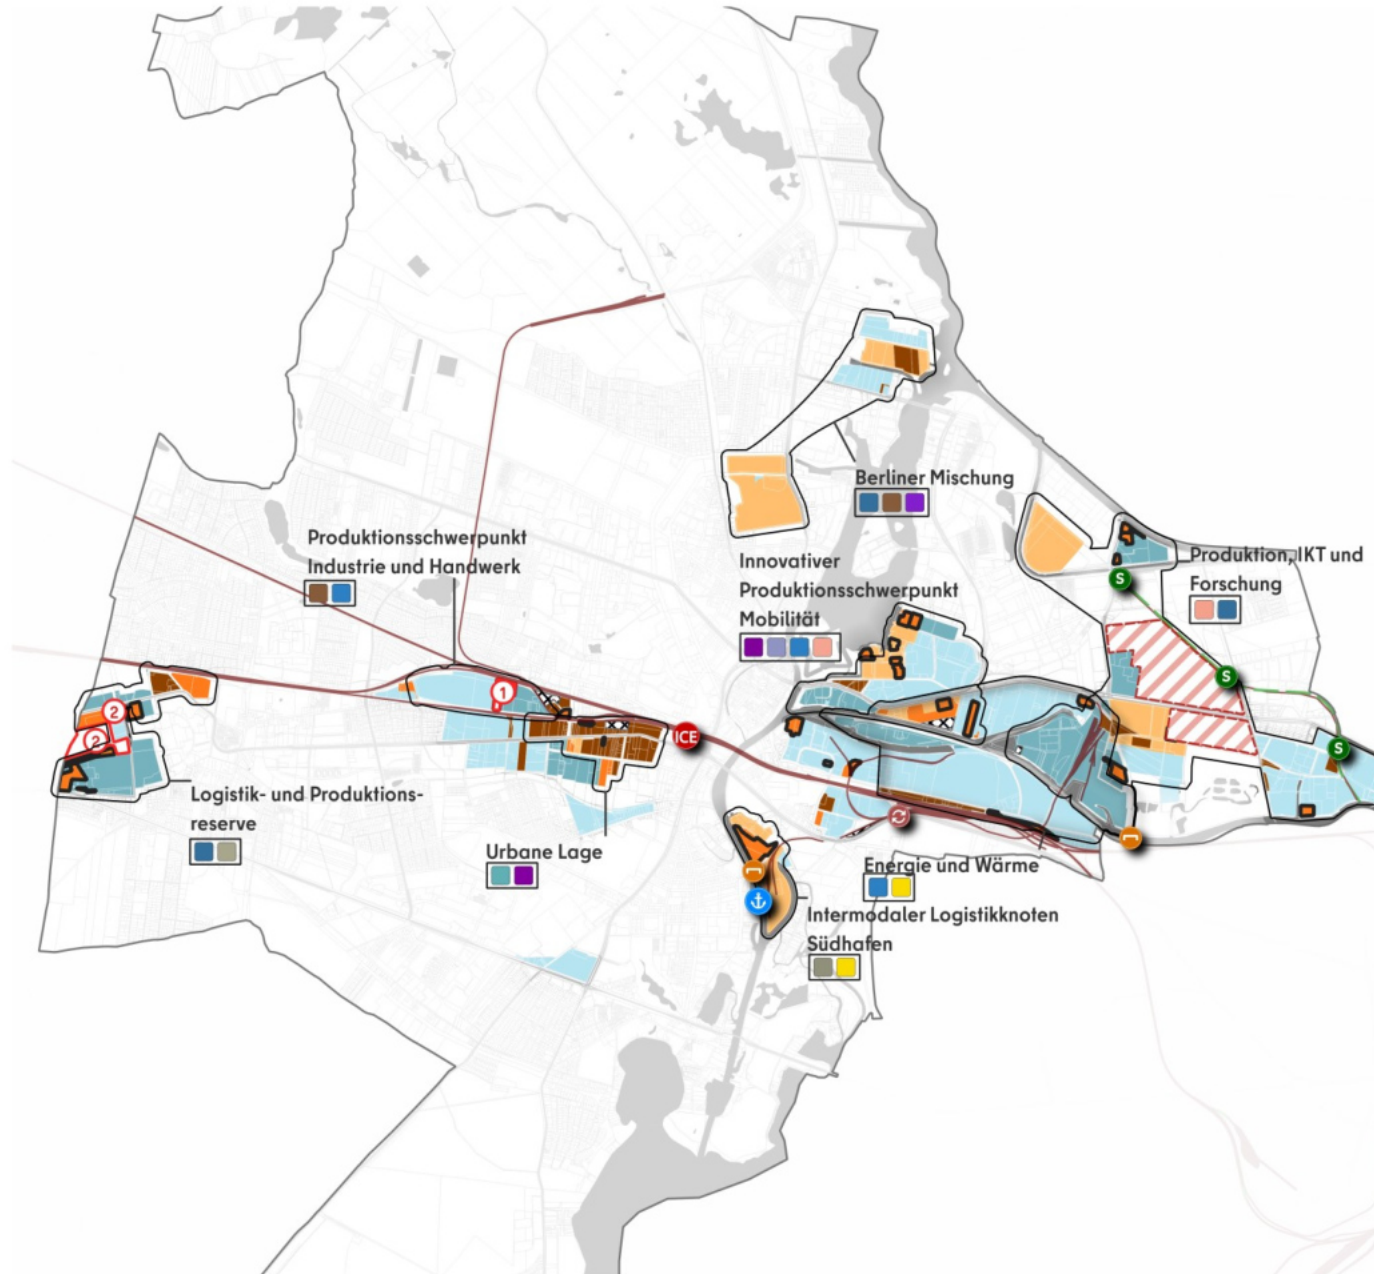 Berliner Mischung
Produktionsschwerpunkt
Industrie und Handwerk
Innovativer
Produktionsschwerpunkt
Mobilität
Produktion, IKT und
Forschung
S
S
S
1
2
2
ICE
Logistik- und Produktions-
reserve
Urbane Lage
Energie und Wärme
Intermodaler Logistikknoten
Südhafen